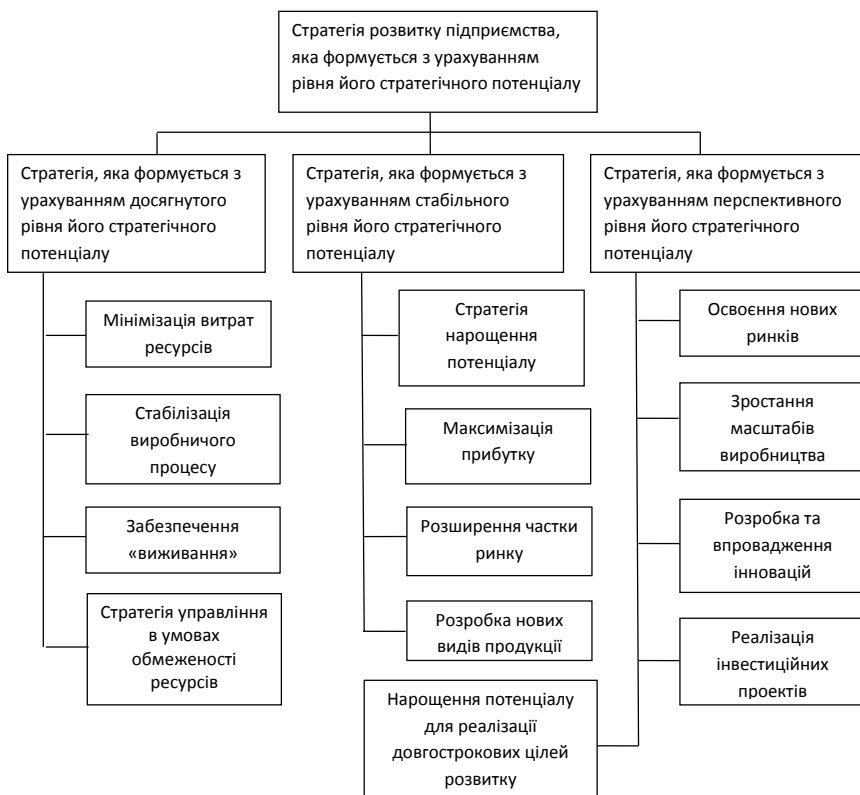 Стратегія розвитку підприємства,
яка формується з урахуванням
рівня його стратегічного потенціалу
Стратегія, яка формується з
урахуванням досягнутого
рівня його стратегічного
потенціалу
Стратегія, яка формується з
урахуванням стабільного
рівня його стратегічного
потенціалу
Стратегія, яка формується з
урахуванням перспективного
рівня його стратегічного
потенціалу
Мінімізація витрат
ресурсів
Стабілізація
виробничого
процесу
Забезпечення
«виживання»
Стратегія управління
в умовах
обмеженості
ресурсів
Стратегія
нарощення
потенціалу
Максимізація
прибутку
Розширення частки
ринку
Розробка нових
видів продукції
Освоєння нових
ринків
Зростання
масштабів
виробництва
Розробка та
впровадження
інновацій
Реалізація
інвестиційних
проектів
Нарощення потенціалу
для реалізації
довгострокових цілей
розвитку